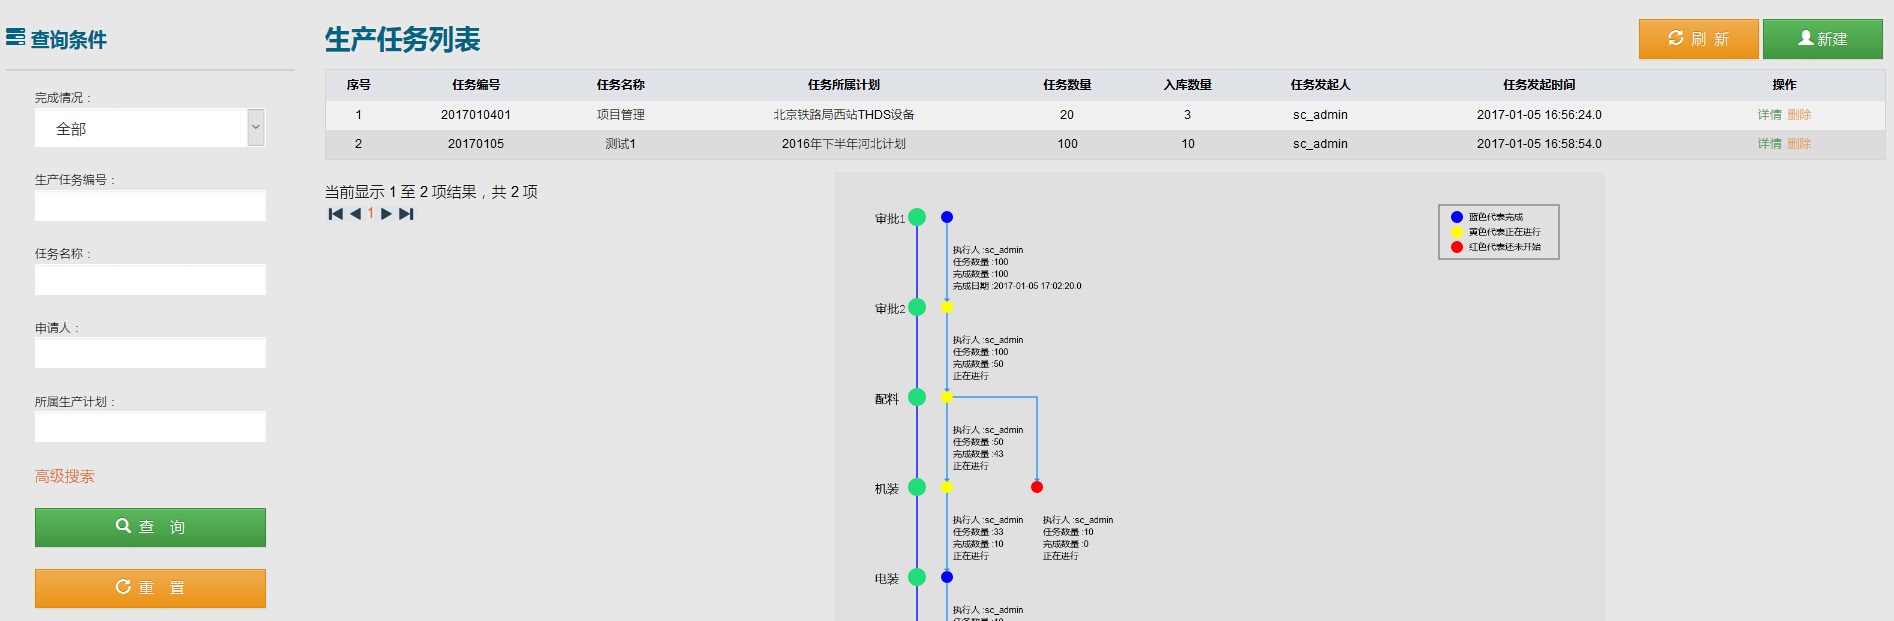 查询条件
完成情况：
全部
生产任务编号：
任务名称：
申请人：
所属生产计划：
高级搜索
查 询
重 置
生产任务列表
刷 新
新建
序号 任务编号 任务名称 任务所属计划 任务数量 入库数量 任务发起人 任务发起时间 操作
1 2017010401 项目管理 北京铁路局西站THDS设备 20 3 sc_admin 2017-01-05 16:56:24.0 详情 删除
2 20170105 测试1 2016年下半年河北计划 100 10 sc_admin 2017-01-05 16:58:54.0 详情 删除
当前显示 1 至 2 项结果，共 2 项
1
蓝色代表完成
黄色代表正在进行
红色代表还未开始
审批1
执行人 :sc_admin
任务数量 :100
完成数量 :100
完成日期 :2017-01-05 17:02:20.0
审批2
执行人 :sc_admin
任务数量 :100
完成数量 :50
正在进行
配料
执行人 :sc_admin
任务数量 :50
完成数量 :43
正在进行
机装
执行人 :sc_admin
任务数量 :33
完成数量 :10
正在进行
执行人 :sc_admin
任务数量 :10
完成数量 :0
正在进行
电装
执行人 :sc_admin